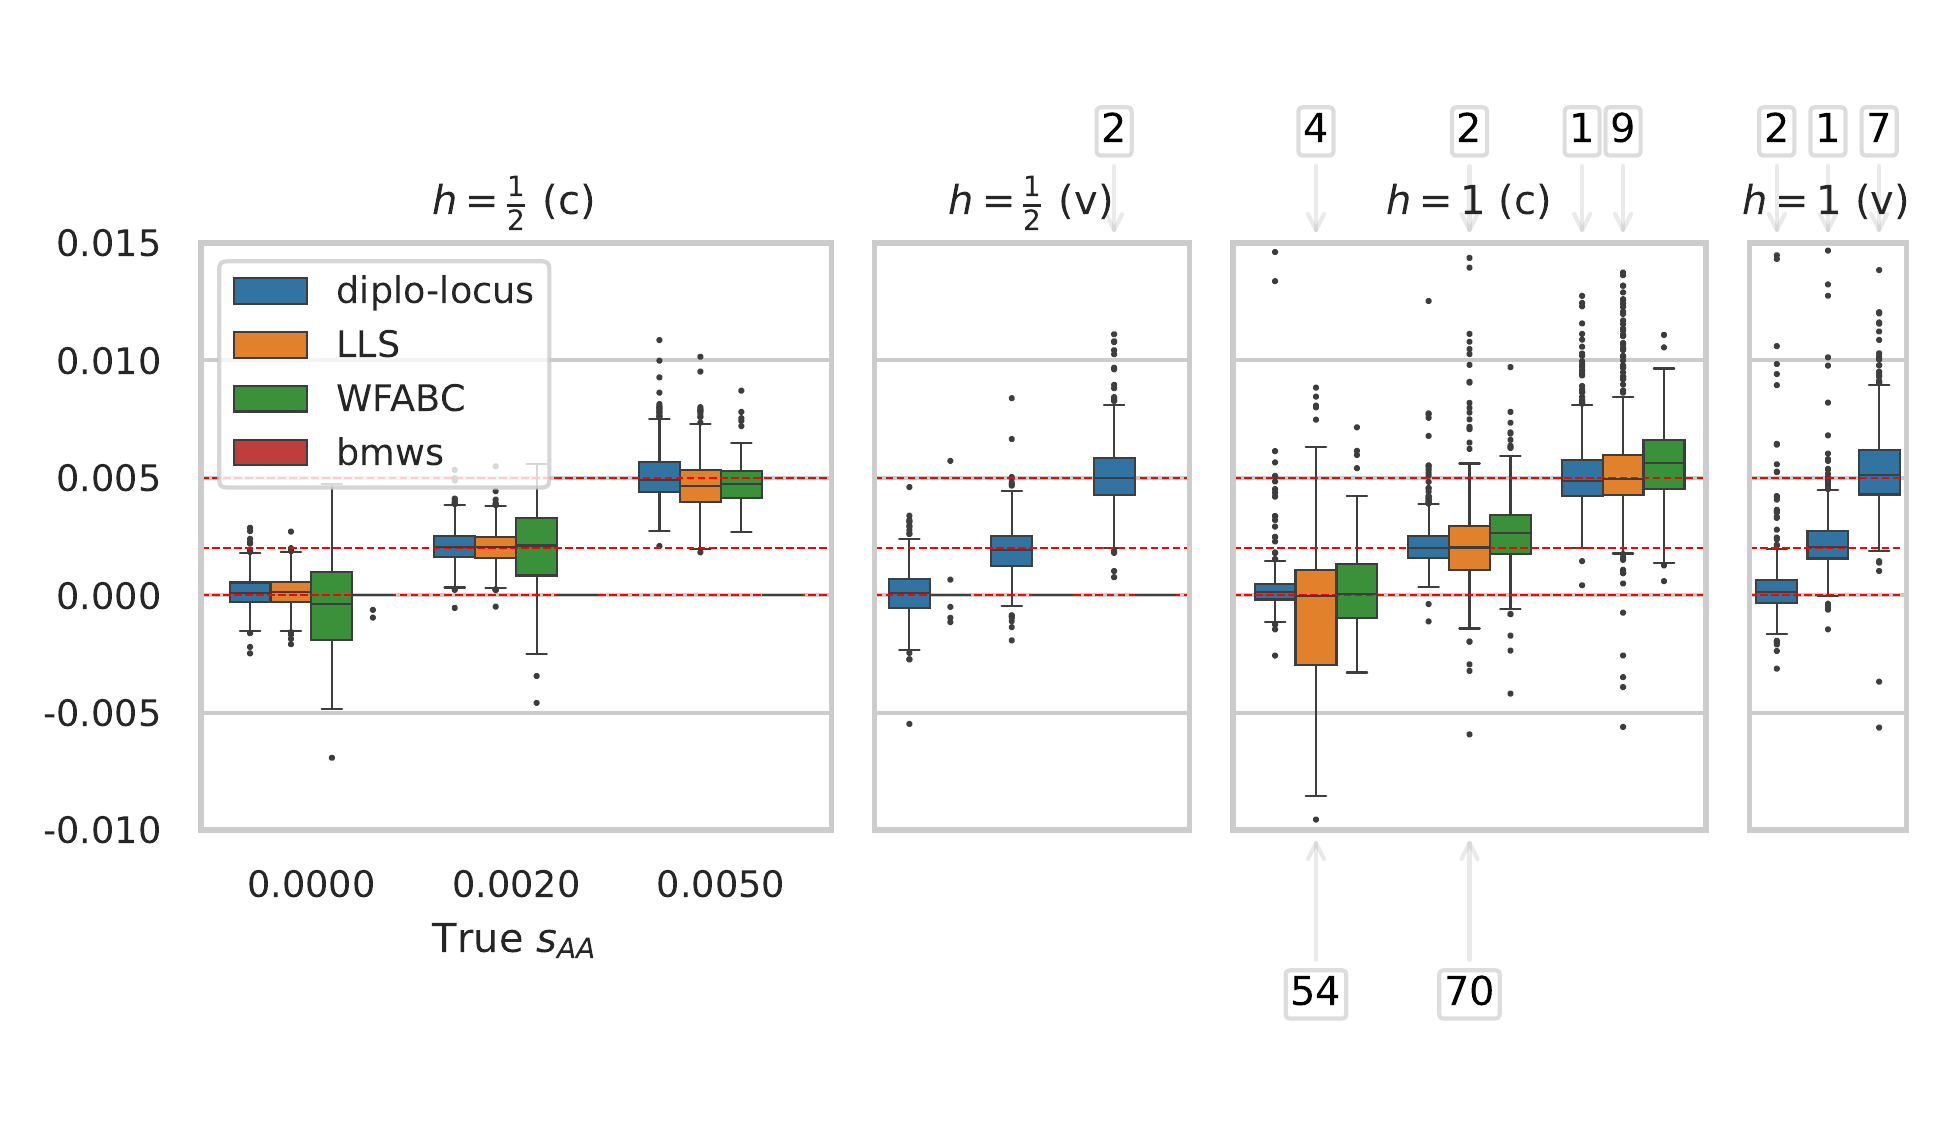 2 4 2 1 9 2 1 7
h = 1/2 (c) h = 1/2 (v) h = 1 (c) h = 1 (v)
0.015
diplo-locus
LLS
0.010
WFABC
bmws
0.005
0.000
-0.005
-0.010
0.0000 0.0020 0.0050
True s_AA
54 70